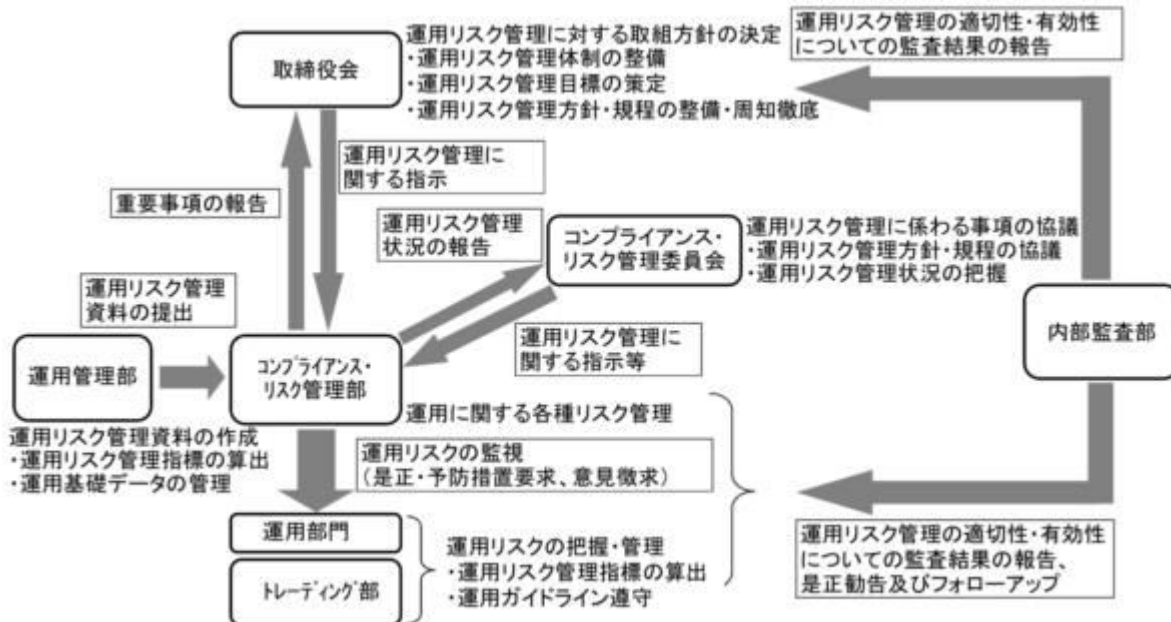 取締役会
運用リスク管理に対する取組方針の決定
・運用リスク管理体制の整備
・運用リスク管理目標の策定
・運用リスク管理方針・規程の整備・周知徹底
運用リスク管理の適切性・有効性
についての監査結果の報告
運用リスク管理に
関する指示
重要事項の報告
運用リスク管理
状況の報告
コンプライアンス・
リスク管理委員会
運用リスク管理に係わる事項の協議
・運用リスク管理方針・規程の協議
・運用リスク管理状況の把握
運用リスク管理
資料の提出
運用リスク管理に
関する指示等
内部監査部
運用管理部
コンプライアンス・
リスク管理部
運用に関する各種リスク管理
運用リスク管理資料の作成
・運用リスク管理指標の算出
・運用基礎データの管理
運用リスクの監視
(是正・予防措置要求、意見徴求)
運用部門
トレーディング部
運用リスクの把握・管理
・運用リスク管理指標の算出
・運用ガイドライン遵守
運用リスク管理の適切性・有効性
についての監査結果の報告、
是正勧告及びフォローアップ